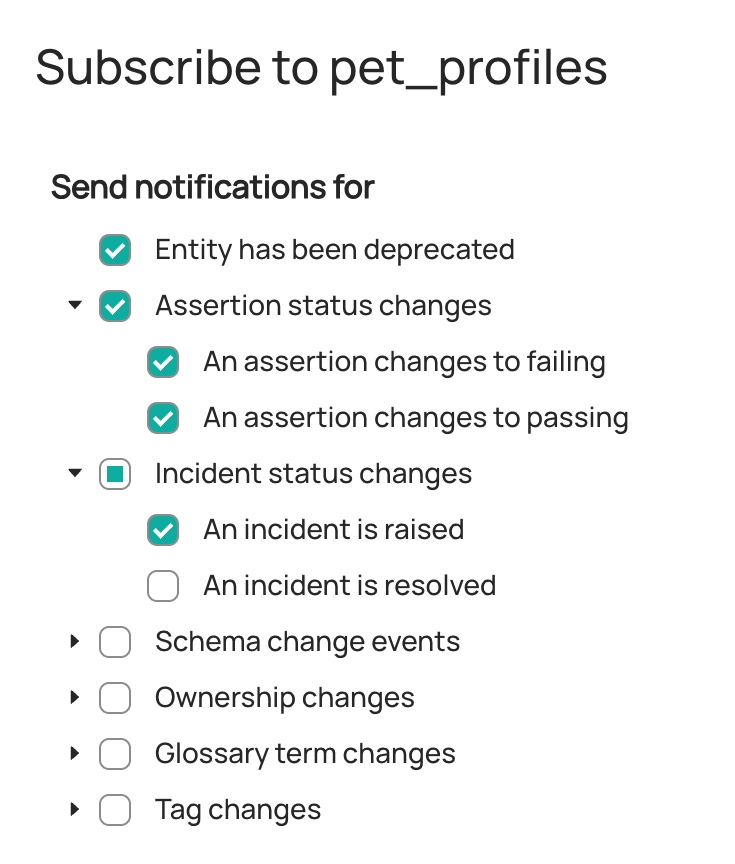 Subscribe to pet_profiles
Send notifications for
Entity has been deprecated
Assertion status changes
An assertion changes to failing
An assertion changes to passing
Incident status changes
An incident is raised
An incident is resolved
Schema change events
Ownership changes
Glossary term changes
Tag changes